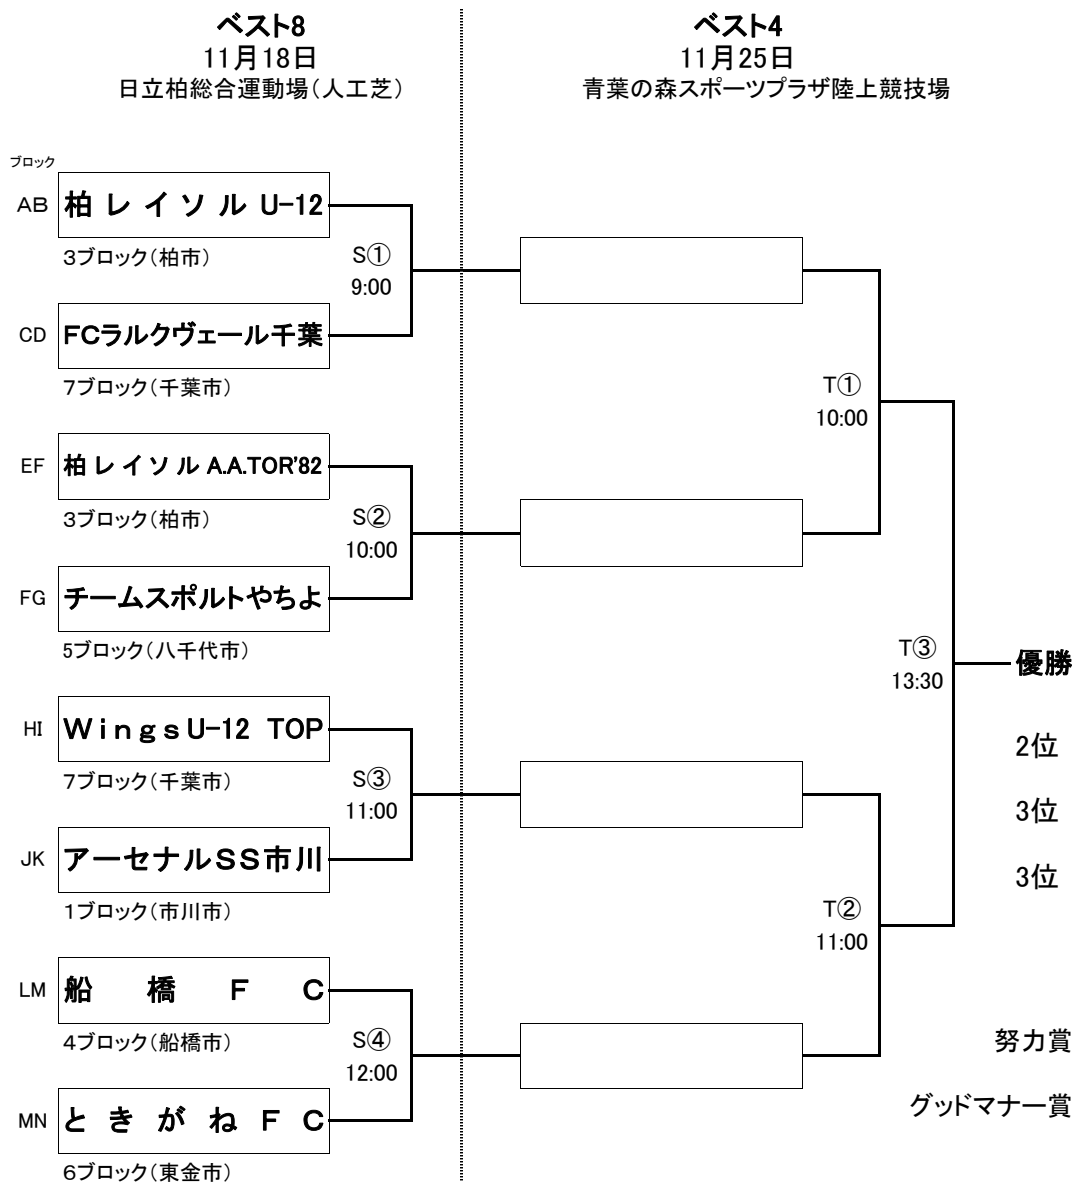 ベスト8
11月18日
日立柏総合運動場（人工芝）
ベスト4
11月25日
青葉の森スポーツプラザ陸上競技場
ブロック
AB 柏レイソルU-12
3ブロック（柏市）
S①
9:00
CD FCラルクヴェール千葉
7ブロック（千葉市）
T①
10:00
EF 柏レイソルA.A.TOR'82
3ブロック（柏市）
S②
10:00
FG チームスポルトやちよ
5ブロック（八千代市）
T③
13:30
優勝
HI WingsU-12 TOP
7ブロック（千葉市）
S③
11:00
2位
3位
3位
JK アーセナルSS市川
1ブロック（市川市）
T②
11:00
LM 船橋FC
4ブロック（船橋市）
S④
12:00
努力賞
グッドマナー賞
MN ときがねFC
6ブロック（東金市）